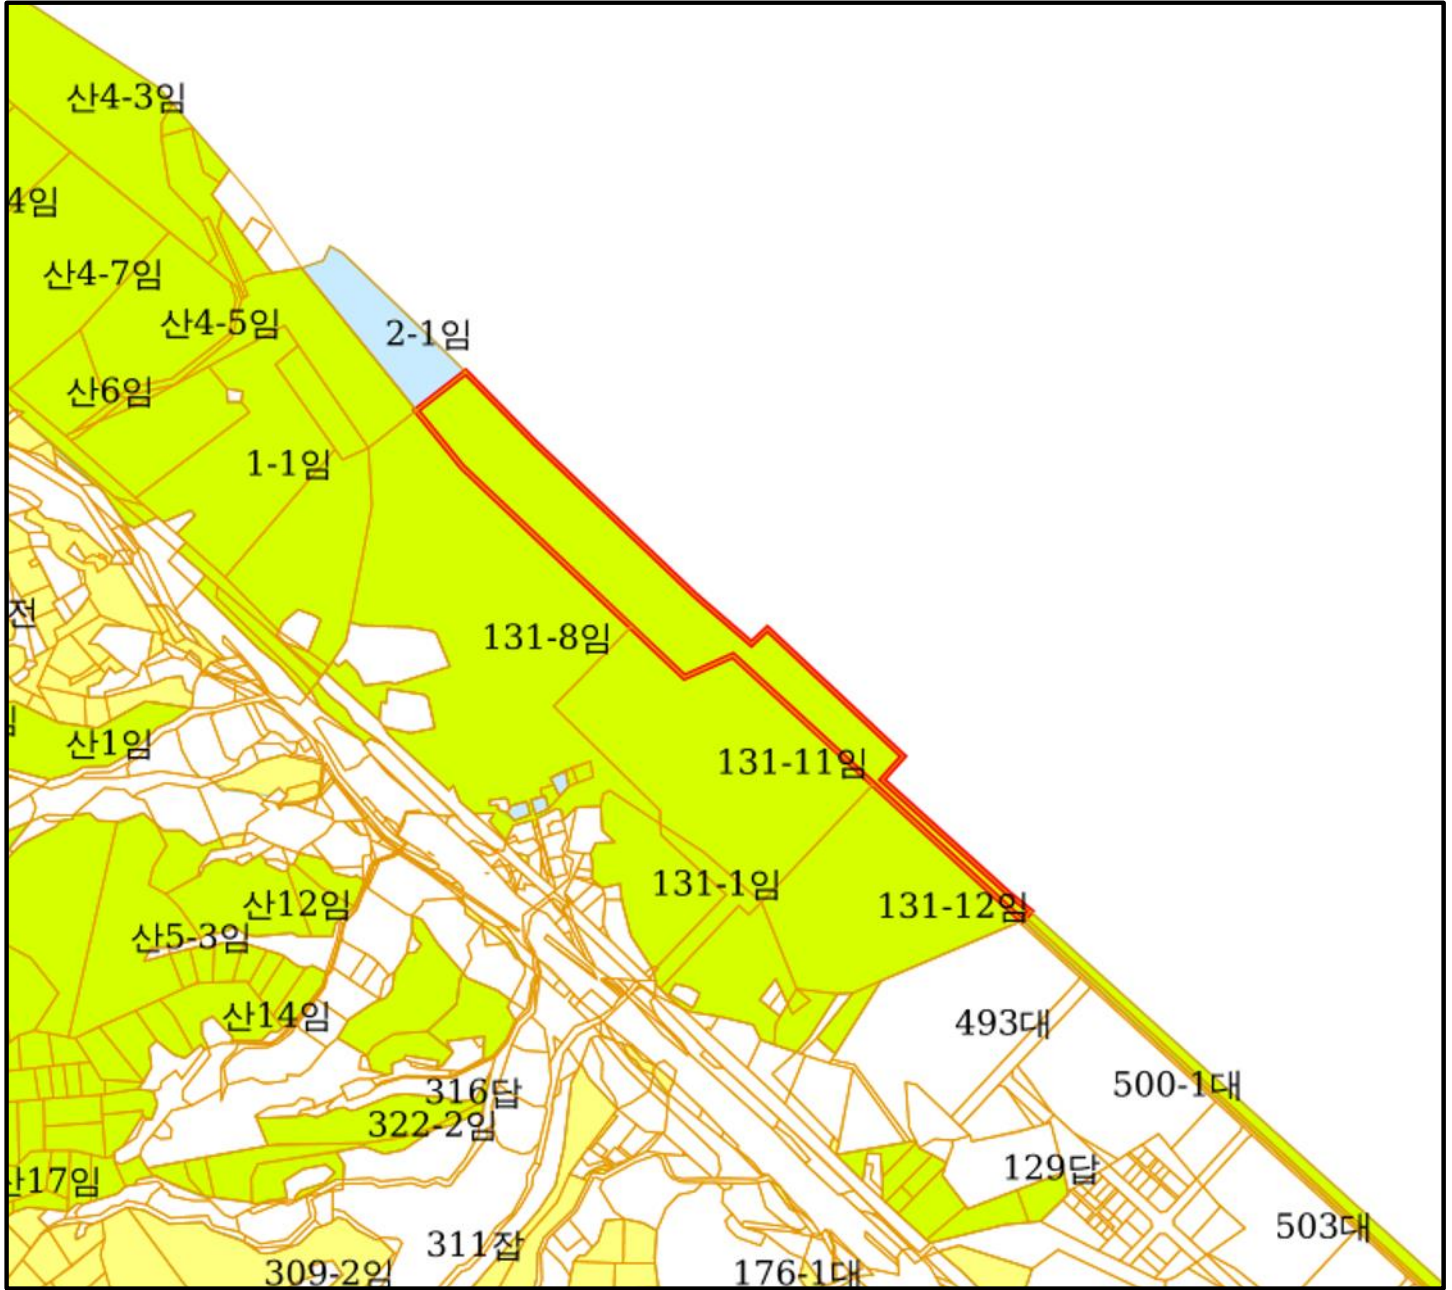 산4-3임
4임
산4-7임
산4-5임
2-1임
산6임
1-1임
전
131-8임
산1임
131-11임
131-1임
산12임
131-12임
산5-3임
산14임
493대
500-1대
316답
322-2임
129답
17임
503대
311잡
309-2임
176-1대